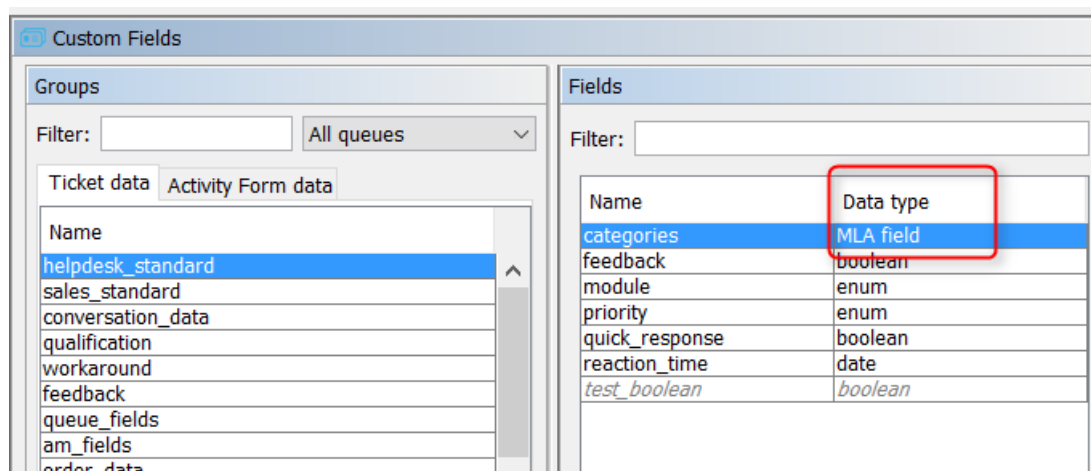 Custom Fields
Groups
Filter:
All queues
Ticket data
Activity Form data
Name
helpdesk_standard
sales_standard
conversation_data
qualification
workaround
feedback
queue_fields
am_fields
order_data
Fields
Filter:
Name Data type
categories MLA field
feedback boolean
module enum
priority enum
quick_response boolean
reaction_time date
test_boolean boolean